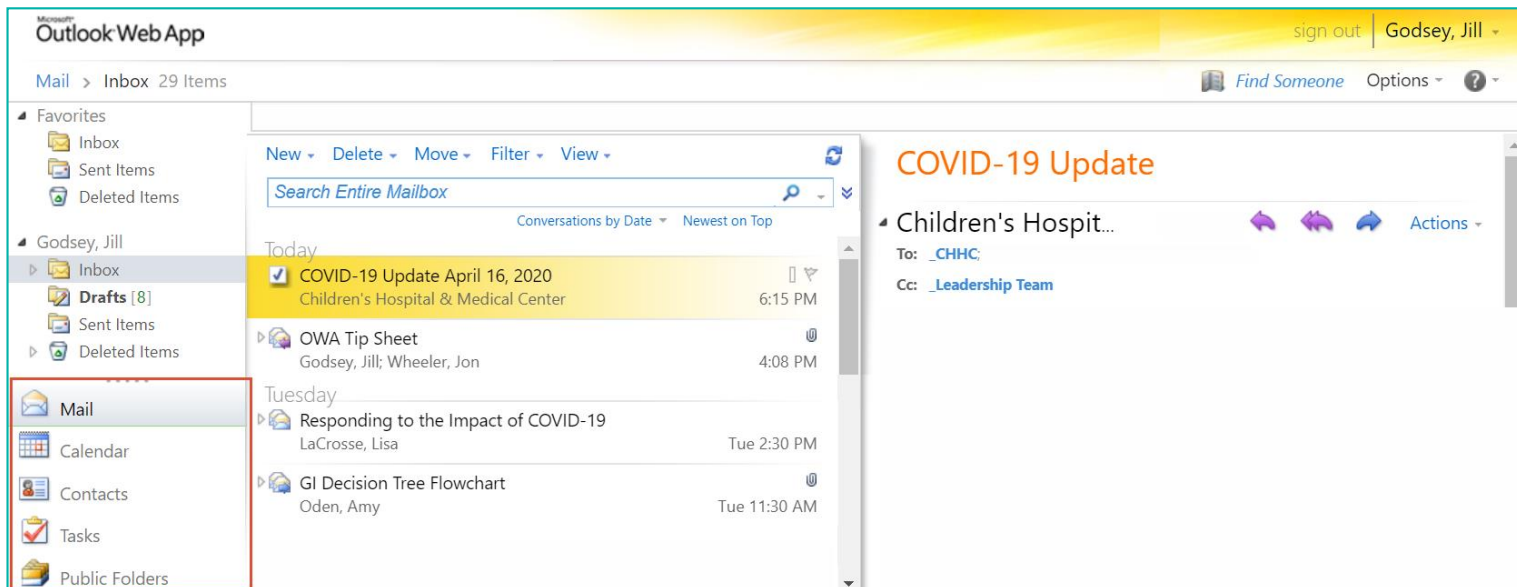 Microsoft®
Outlook Web App
sign out Godsey, Jill
Mail > Inbox 29 Items
Find Someone Options
Favorites
Inbox
Sent Items
Deleted Items
Godsey, Jill
Inbox
Drafts [8]
Sent Items
Deleted Items
Mail
Calendar
Contacts
Tasks
Public Folders
New Delete Move Filter View
Search Entire Mailbox
Conversations by Date Newest on Top
Today
COVID-19 Update April 16, 2020
Children's Hospital & Medical Center 6:15 PM
OWA Tip Sheet
Godsey, Jill; Wheeler, Jon 4:08 PM
Tuesday
Responding to the Impact of COVID-19
LaCrosse, Lisa Tue 2:30 PM
GI Decision Tree Flowchart
Oden, Amy Tue 11:30 AM
COVID-19 Update
Children's Hospit...
Actions
To: _CHHC;
Cc: _Leadership Team